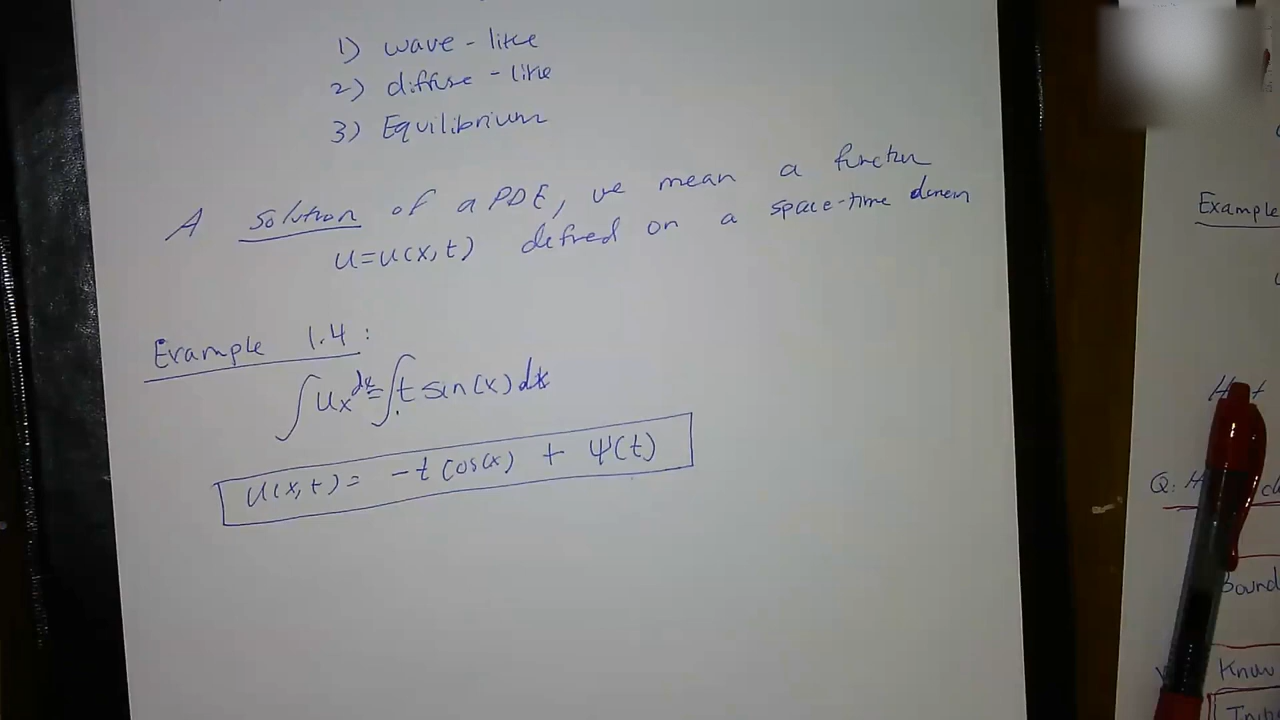 1) wave-like
2) diffuse-like
3) Equilibrium
A solution of a PDE, we mean a function
u=u(x,t) defined on a space-time domain
Example 1.4:
∫ux dx = ∫t sin(x) dx
u(x,t) = -t cos(x) + Ψ(t)
Example
Q: H
Bound
Know